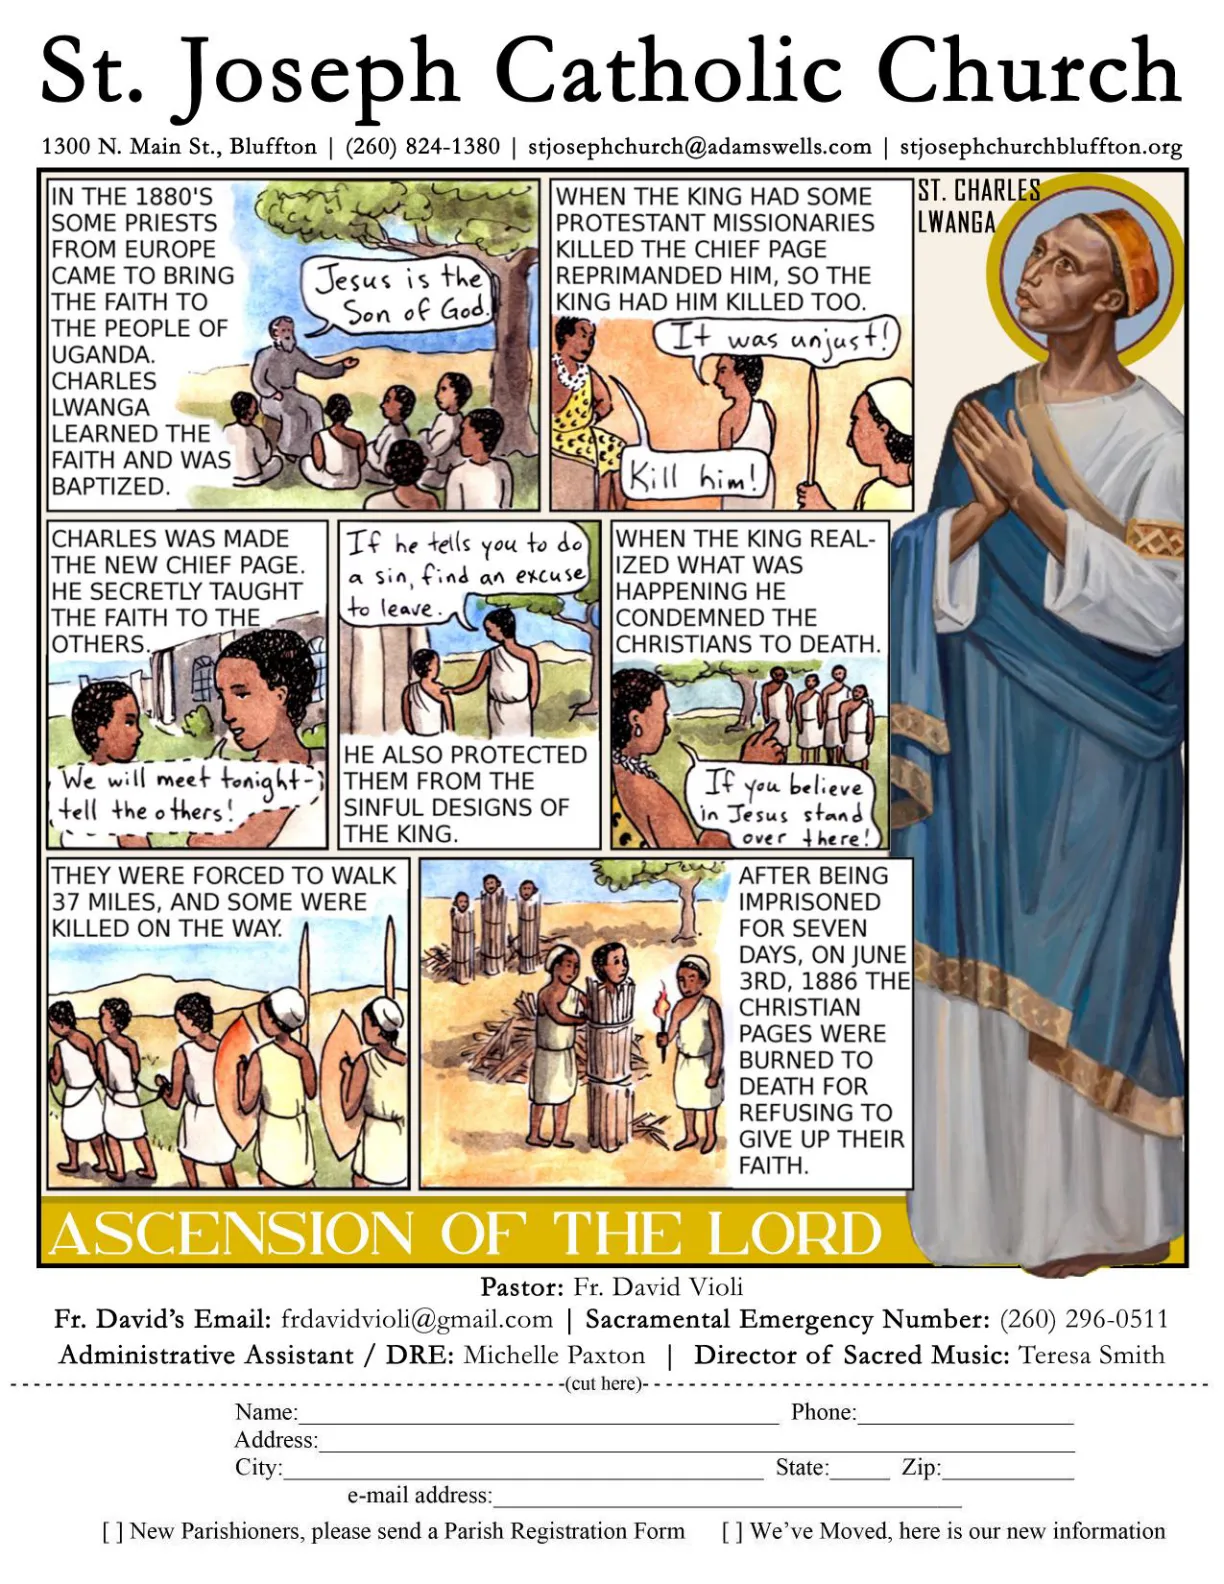 St. Joseph Catholic Church
1300 N. Main St., Bluffton | (260) 824-1380 | stjosephchurch@adamswells.com | stjosephchurchbluffton.org
IN THE 1880'S
SOME PRIESTS
FROM EUROPE
CAME TO BRING
THE FAITH TO
THE PEOPLE OF
UGANDA.
CHARLES
LWANGA
LEARNED THE
FAITH AND WAS
BAPTIZED.
Jesus is the
Son of God.
WHEN THE KING HAD SOME
PROTESTANT MISSIONARIES
KILLED THE CHIEF PAGE
REPRIMANDED HIM, SO THE
KING HAD HIM KILLED TOO.
It was unjust!
Kill him!
ST. CHARLES
LWANGA
CHARLES WAS MADE
THE NEW CHIEF PAGE.
HE SECRETLY TAUGHT
THE FAITH TO THE
OTHERS.
We will meet tonight-
tell the others!
If he tells you to do
a sin, find an excuse
to leave.
HE ALSO PROTECTED
THEM FROM THE
SINFUL DESIGNS OF
THE KING.
WHEN THE KING REAL-
IZED WHAT WAS
HAPPENING HE
CONDEMNED THE
CHRISTIANS TO DEATH.
If you believe
in Jesus stand
over there!
THEY WERE FORCED TO WALK
37 MILES, AND SOME WERE
KILLED ON THE WAY.
AFTER BEING
IMPRISONED
FOR SEVEN
DAYS, ON JUNE
3RD, 1886 THE
CHRISTIAN
PAGES WERE
BURNED TO
DEATH FOR
REFUSING TO
GIVE UP THEIR
FAITH.
ASCENSION OF THE LORD
Pastor: Fr. David Violi
Fr. David's Email: frdavidvioli@gmail.com | Sacramental Emergency Number: (260) 296-0511
Administrative Assistant / DRE: Michelle Paxton | Director of Sacred Music: Teresa Smith
(cut here)
Name: Phone:
Address:
City: State: Zip:
e-mail address:
[ ] New Parishioners, please send a Parish Registration Form [ ] We've Moved, here is our new information